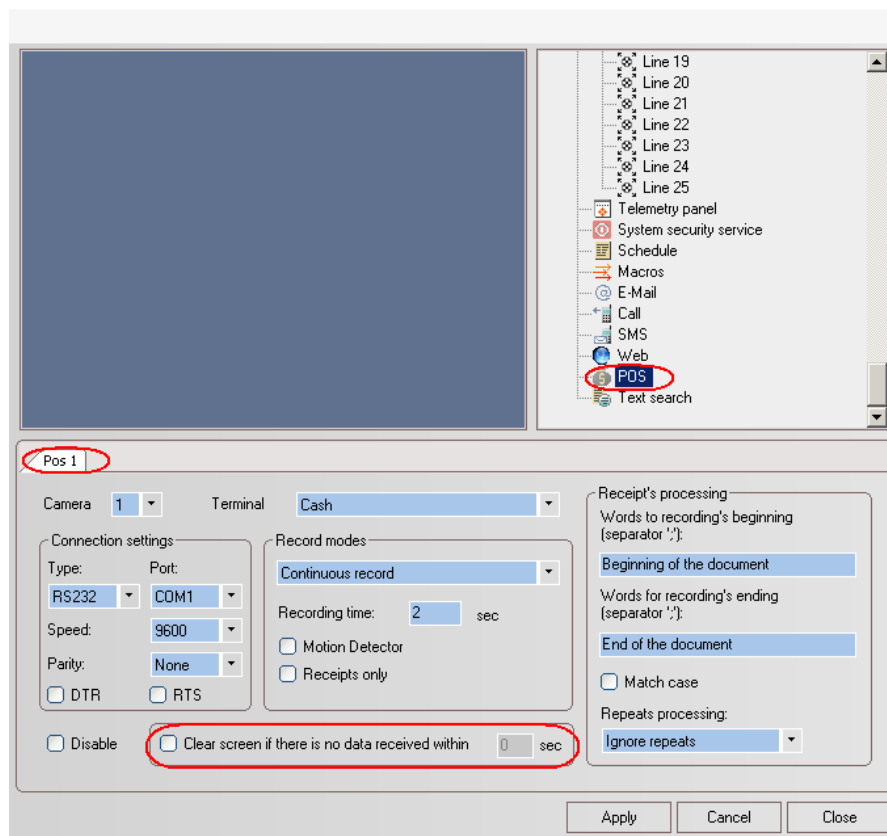 Line 19
Line 20
Line 21
Line 22
Line 23
Line 24
Line 25
Telemetry panel
System security service
Schedule
Macros
E-Mail
Call
SMS
Web
POS
Text search
Pos 1
Camera 1 Terminal Cash
Connection settings
Type: Port:
RS232 COM1
Speed: 9600
Parity: None
DTR RTS
Record modes
Continuous record
Recording time: 2 sec
Motion Detector
Receipts only
Receipt's processing
Words to recording's beginning
(separator ';'):
Beginning of the document
Words for recording's ending
(separator ';'):
End of the document
Match case
Repeats processing:
Ignore repeats
Disable Clear screen if there is no data received within 0 sec
Apply Cancel Close